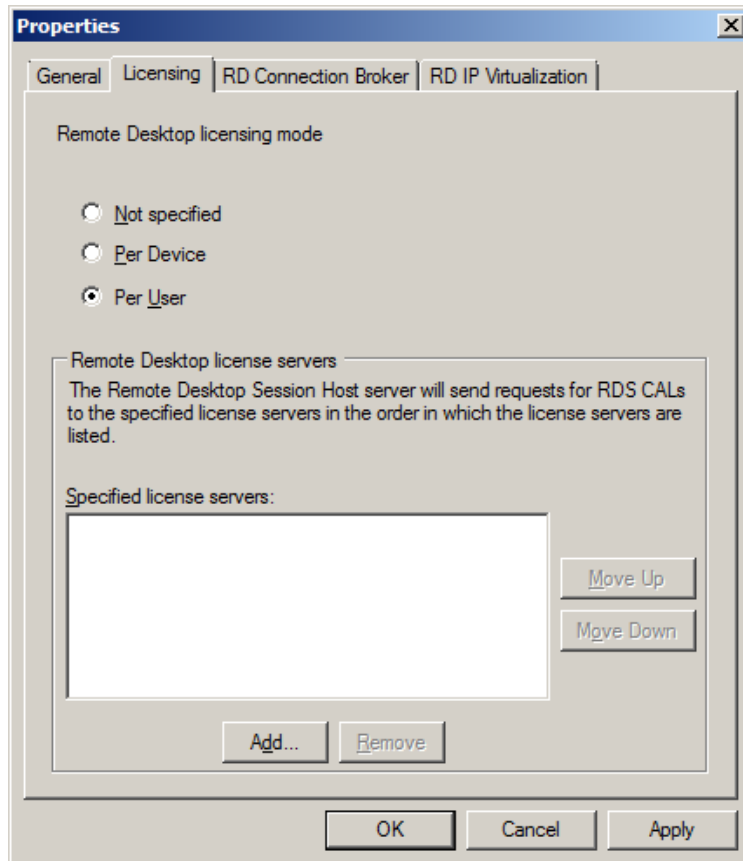 Properties
General Licensing RD Connection Broker RD IP Virtualization
Remote Desktop licensing mode
Not specified
Per Device
Per User
Remote Desktop license servers
The Remote Desktop Session Host server will send requests for RDS CALs
to the specified license servers in the order in which the license servers are
listed.
Specified license servers:
Move Up
Move Down
Add... Remove
OK Cancel Apply